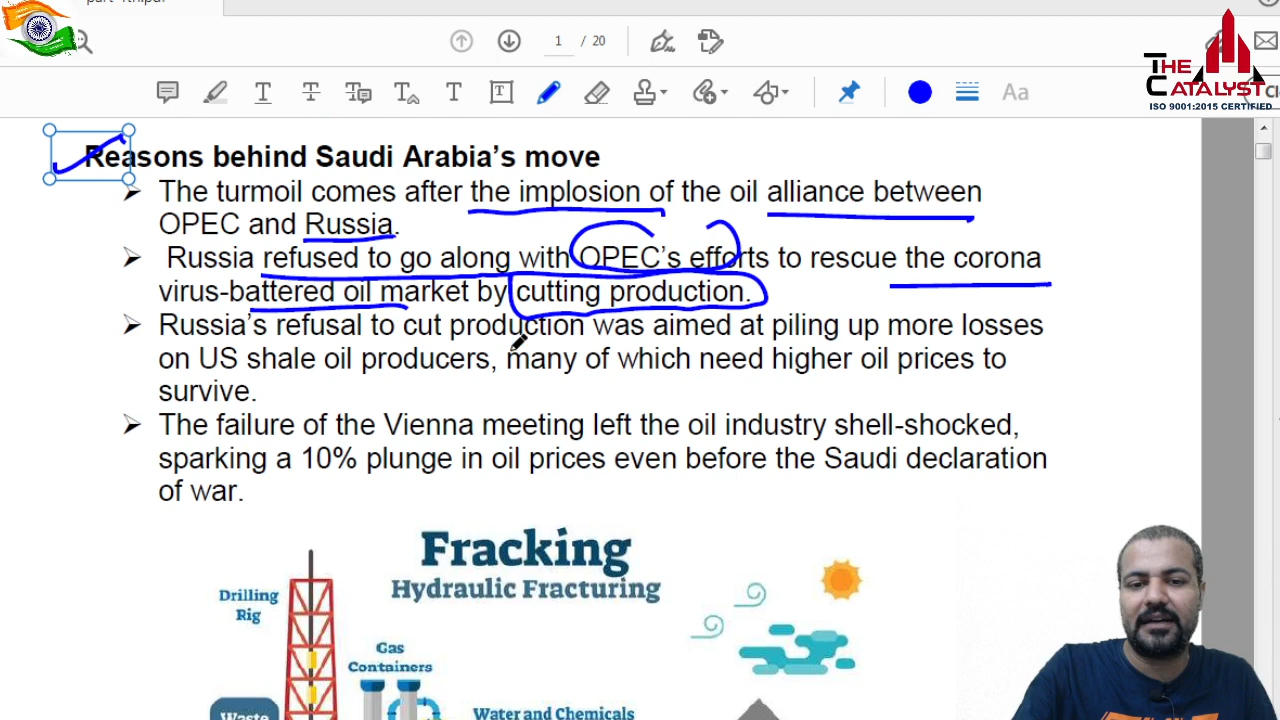 1 / 20
THE
CATALYST
ISO 9001:2015 CERTIFIED
Aa
Reasons behind Saudi Arabia's move
➢ The turmoil comes after the implosion of the oil alliance between
OPEC and Russia.
➢ Russia refused to go along with OPEC's efforts to rescue the corona
virus-battered oil market by cutting production.
➢ Russia's refusal to cut production was aimed at piling up more losses
on US shale oil producers, many of which need higher oil prices to
survive.
➢ The failure of the Vienna meeting left the oil industry shell-shocked,
sparking a 10% plunge in oil prices even before the Saudi declaration
of war.
Fracking
Hydraulic Fracturing
Drilling
Rig
Gas
Containers
Waste
Water and Chemicals